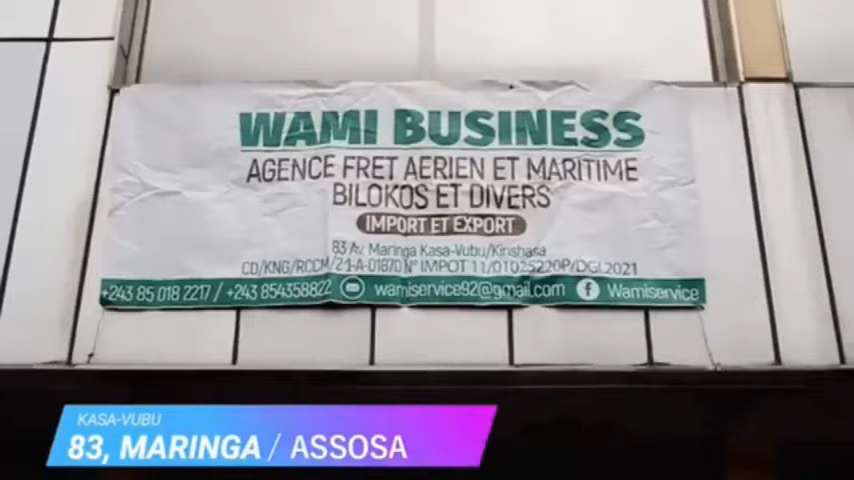 WAMI BUSINESS
AGENCE FRET AERIEN ET MARITIME
BILOKOS ET DIVERS
IMPORT ET EXPORT
83 Av. Maringa Kasa-Vubu/Kinshasa
CD/KNG/RCCM/21-A-01870 N° IMPOT 11/01025220P/DGI.2021
+243 85 018 2217 / +243 854358822 wamiservice92@gmail.com f Wamiservice
KASA-VUBU
83, MARINGA / ASSOSA